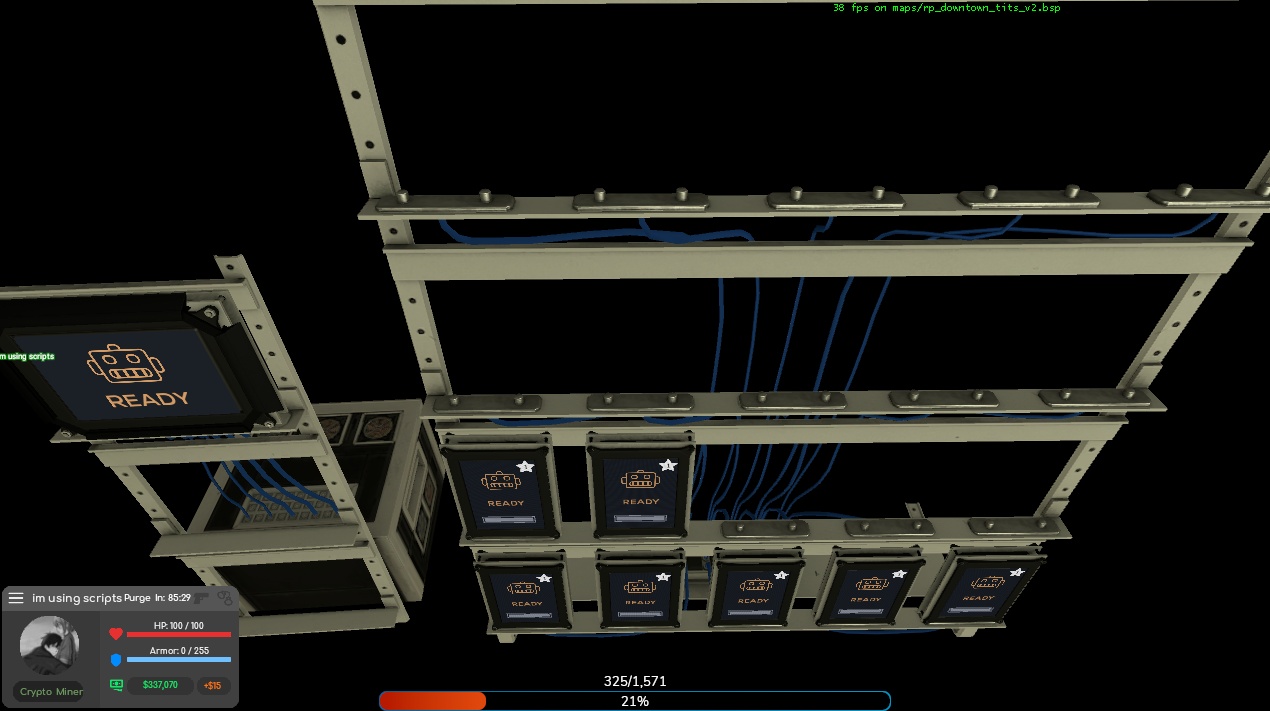 38 fps on maps/rp_downtown_tits_v2.bsp
m using scripts
READY
READY
READY
READY
READY
READY
READY
READY
im using scripts Purge In: 85:29
HP: 100 / 100
Armor: 0 / 255
Crypto Miner
$337,070
+$15
325/1,571
21%